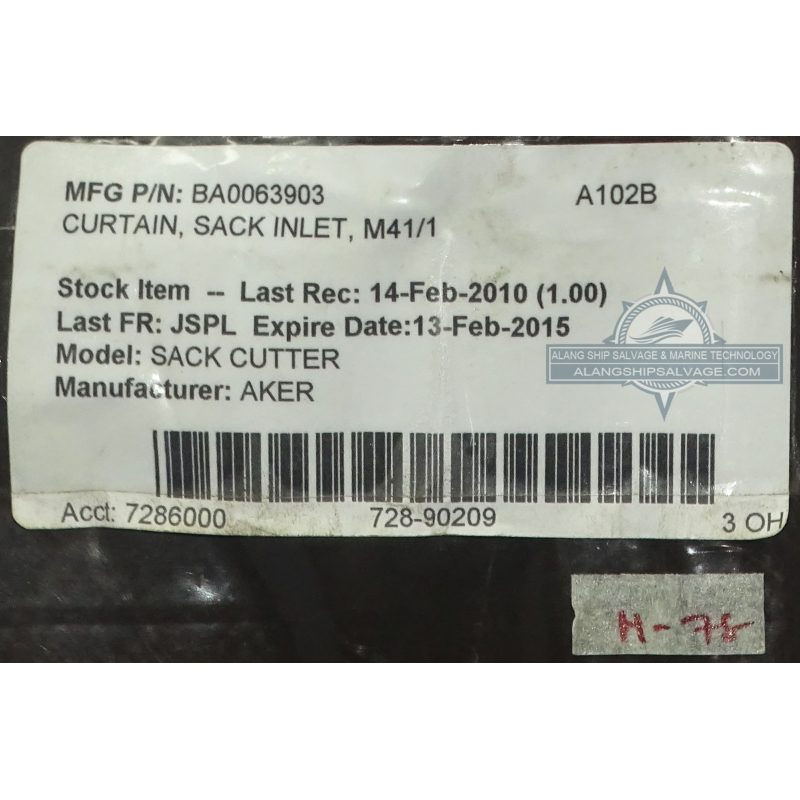 MFG P/N: BA0063903 A102B
CURTAIN, SACK INLET, M41/1
Stock Item -- Last Rec: 14-Feb-2010 (1.00)
Last FR: JSPL Expire Date:13-Feb-2015
Model: SACK CUTTER
Manufacturer: AKER
ALANG SHIP SALVAGE & MARINE TECHNOLOGY
ALANGSHIPSALVAGE.COM
Acct: 7286000 728-90209 3 OH
H-78